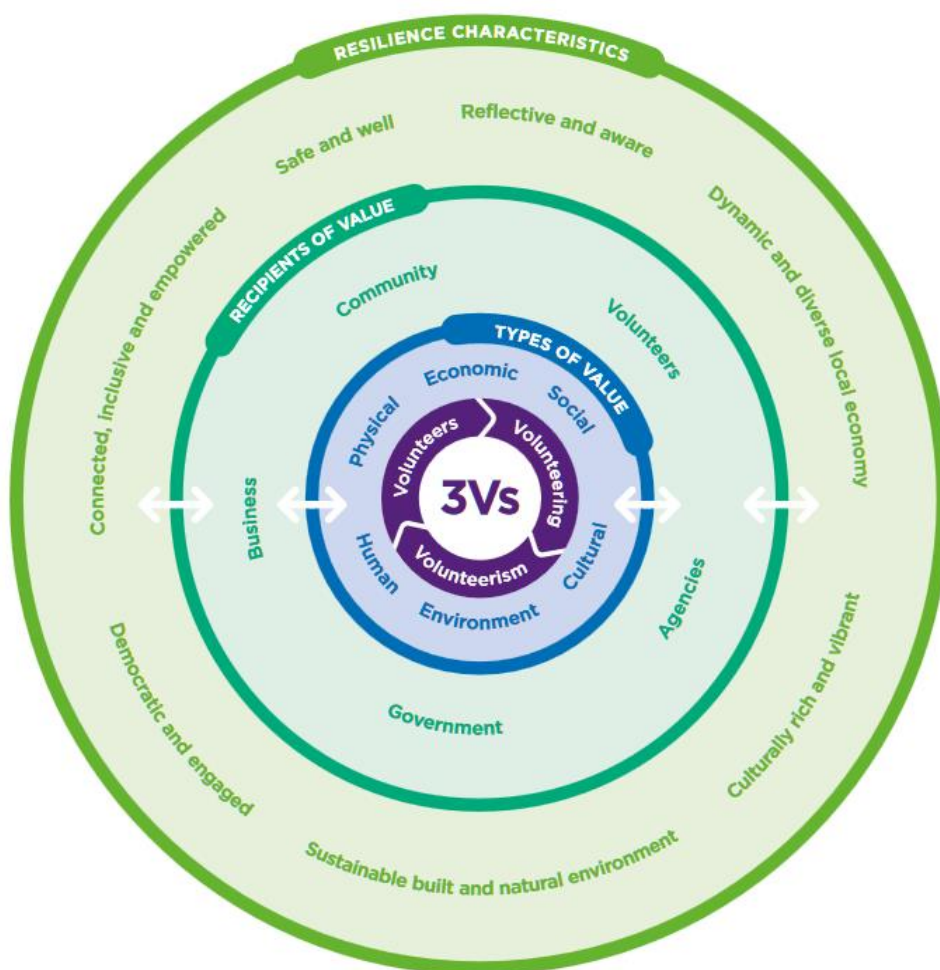 RESILIENCE CHARACTERISTICS
Safe and well
Reflective and aware
Dynamic and diverse local economy
Culturally rich and vibrant
Sustainable built and natural environment
Democratic and engaged
Connected, inclusive and empowered
RECIPIENTS OF VALUE
Community
Volunteers
Agencies
Government
Business
TYPES OF VALUE
Economic
Social
Cultural
Environment
Human
Physical
Volunteers
Volunteering
Volunteerism
3Vs